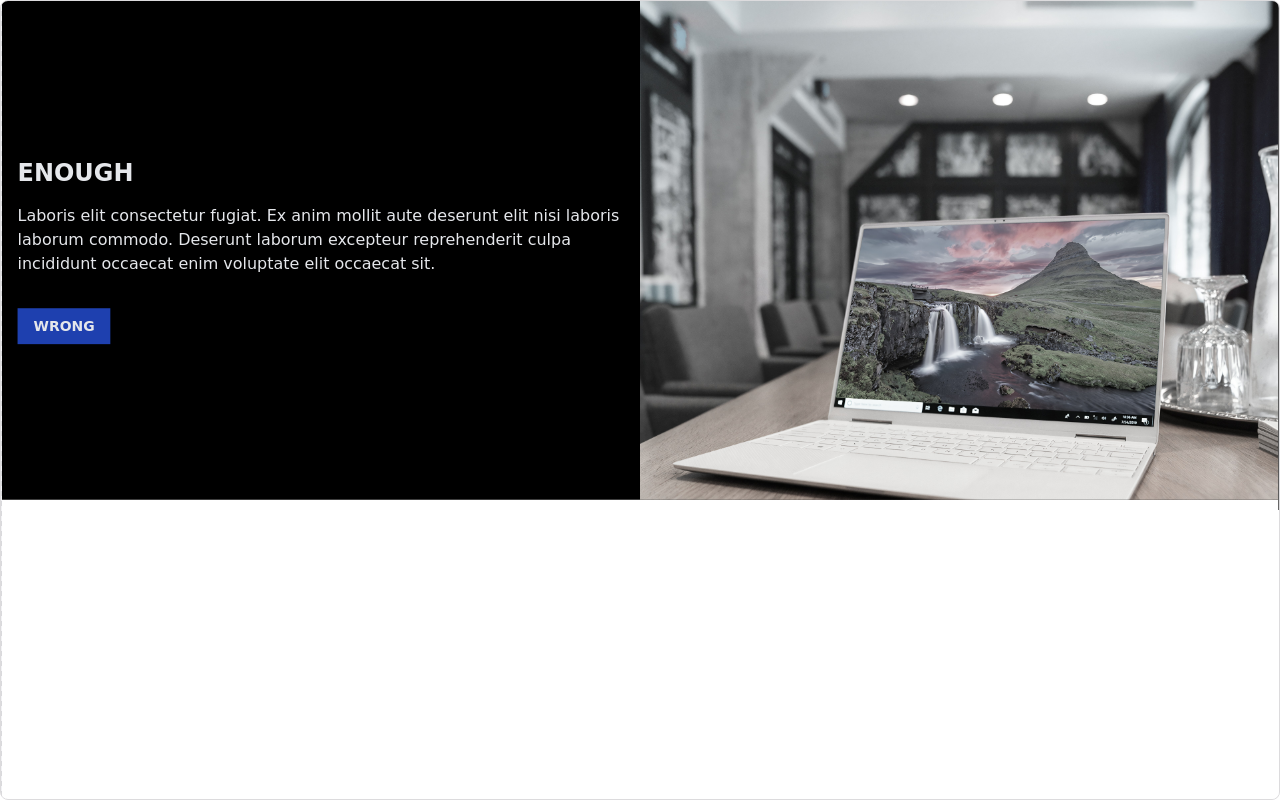 ENOUGH
Laboris elit consectetur fugiat. Ex anim mollit aute deserunt elit nisi laboris
laborum commodo. Deserunt laborum excepteur reprehenderit culpa
incididunt occaecat enim voluptate elit occaecat sit.
WRONG